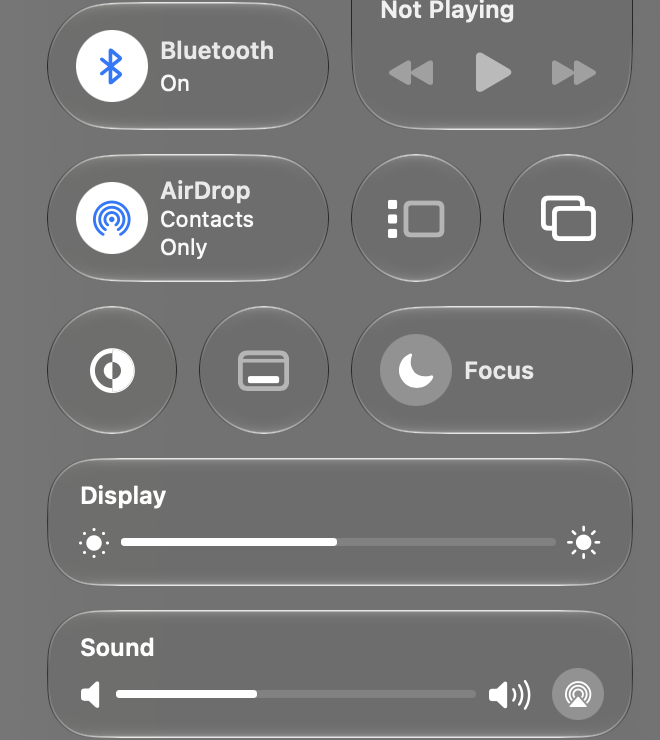 Not Playing
Bluetooth
On
AirDrop
Contacts
Only
Focus
Display
Sound